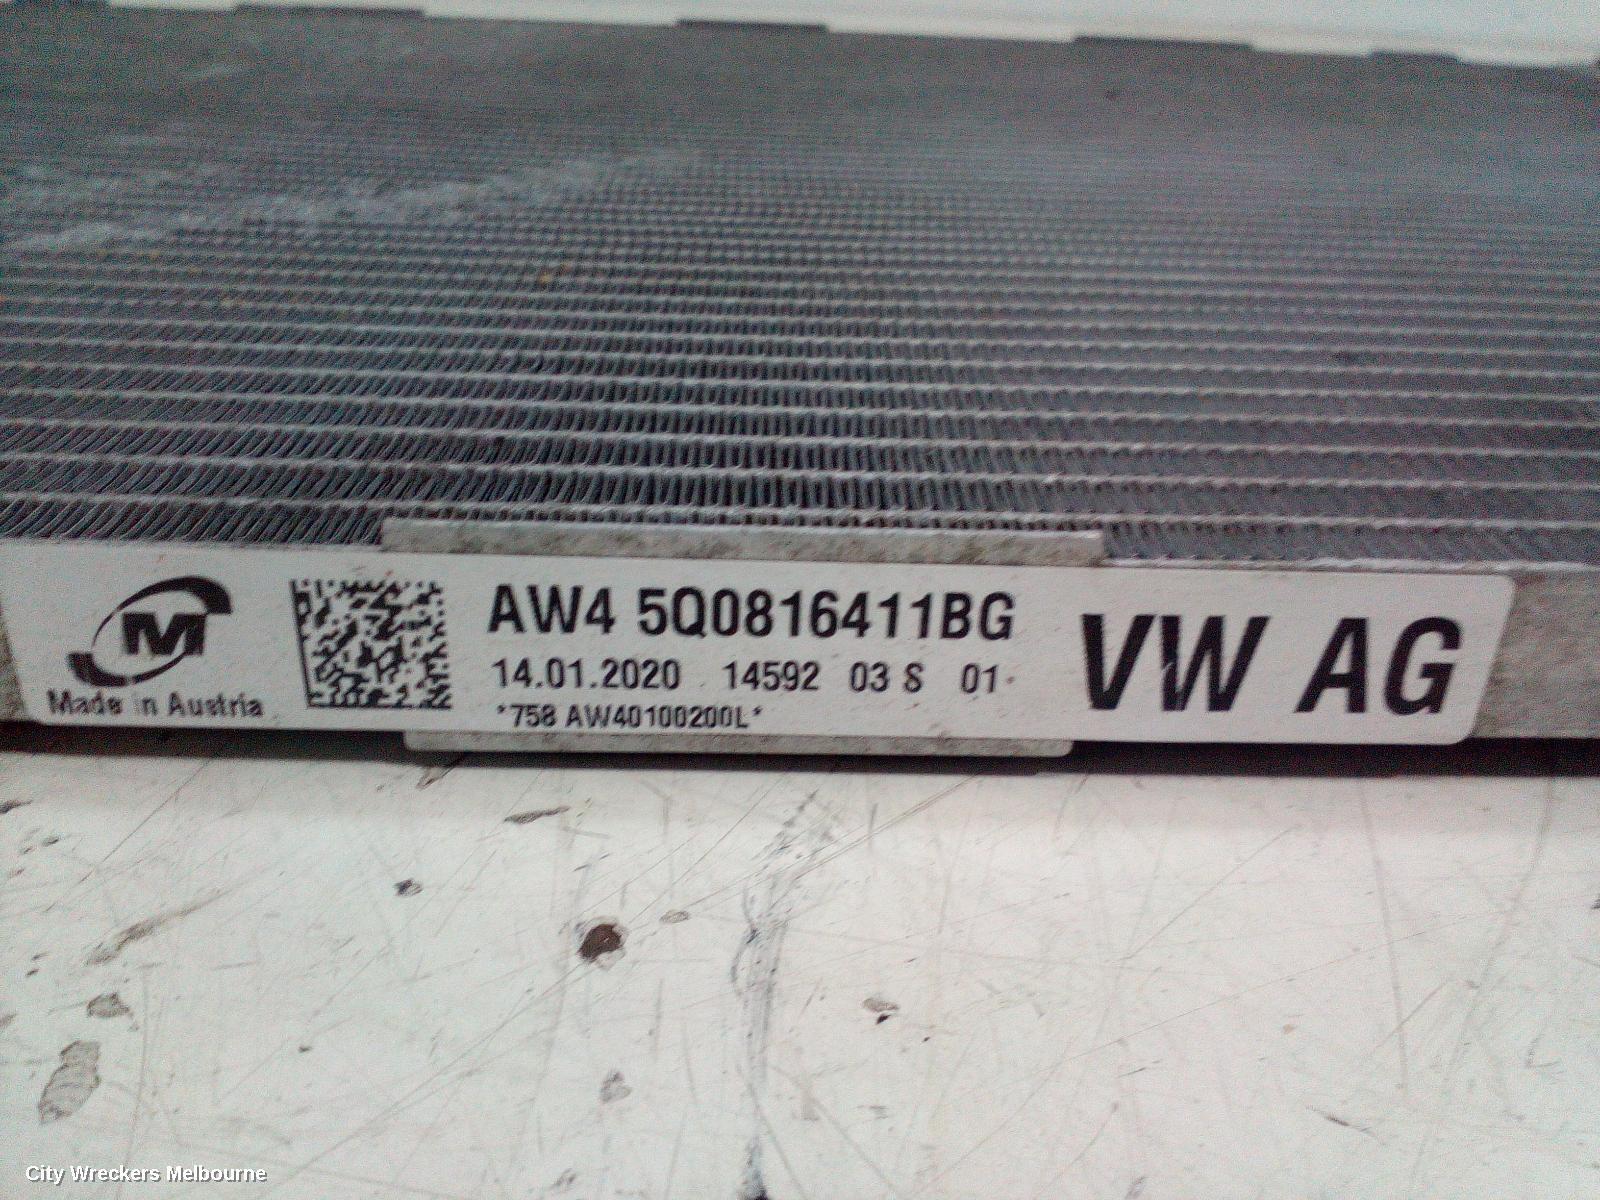 M
Made in Austria
AW4 5Q0816411BG
14.01.2020 14592 03 S 01
*758 AW40100200L*
VW AG
City Wreckers Melbourne